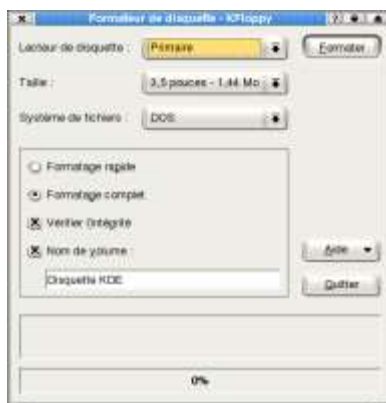 Formateur de disquette - KFloppy
Lecteur de disquette : Primaire
Formater
Taille : 3,5 pouces - 1,44 Mo
Système de fichiers : DOS
Formatage rapide
Formatage complet
Vérifier l'intégrité
Nom de volume :
Aide
Disquette KDE
Quitter
0%